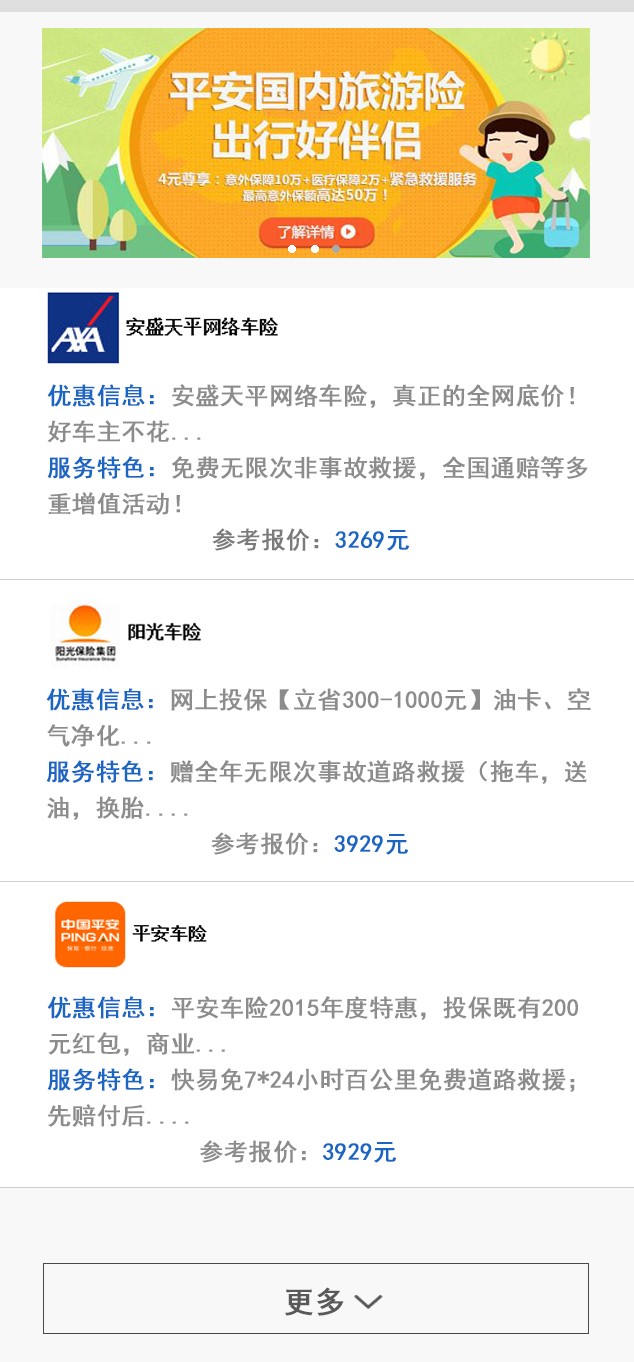 平安国内旅游险
出行好伴侣
4元尊享：意外保障10万+医疗保障2万+紧急救援服务
最高意外保额高达50万！
了解详情
AXA
安盛天平网络车险
优惠信息：安盛天平网络车险，真正的全网底价！
好车主不花...
服务特色：免费无限次非事故救援，全国通赔等多
重增值活动！
参考报价：3269元
阳光保险集团
Sunshine Insurance Group
阳光车险
优惠信息：网上投保【立省300-1000元】油卡、空
气净化...
服务特色：赠全年无限次事故道路救援（拖车，送
油，换胎....
参考报价：3929元
中国平安
PING AN
保险·银行·投资
平安车险
优惠信息：平安车险2015年度特惠，投保既有200
元红包，商业...
服务特色：快易免7*24小时百公里免费道路救援；
先赔付后....
参考报价：3929元
更多